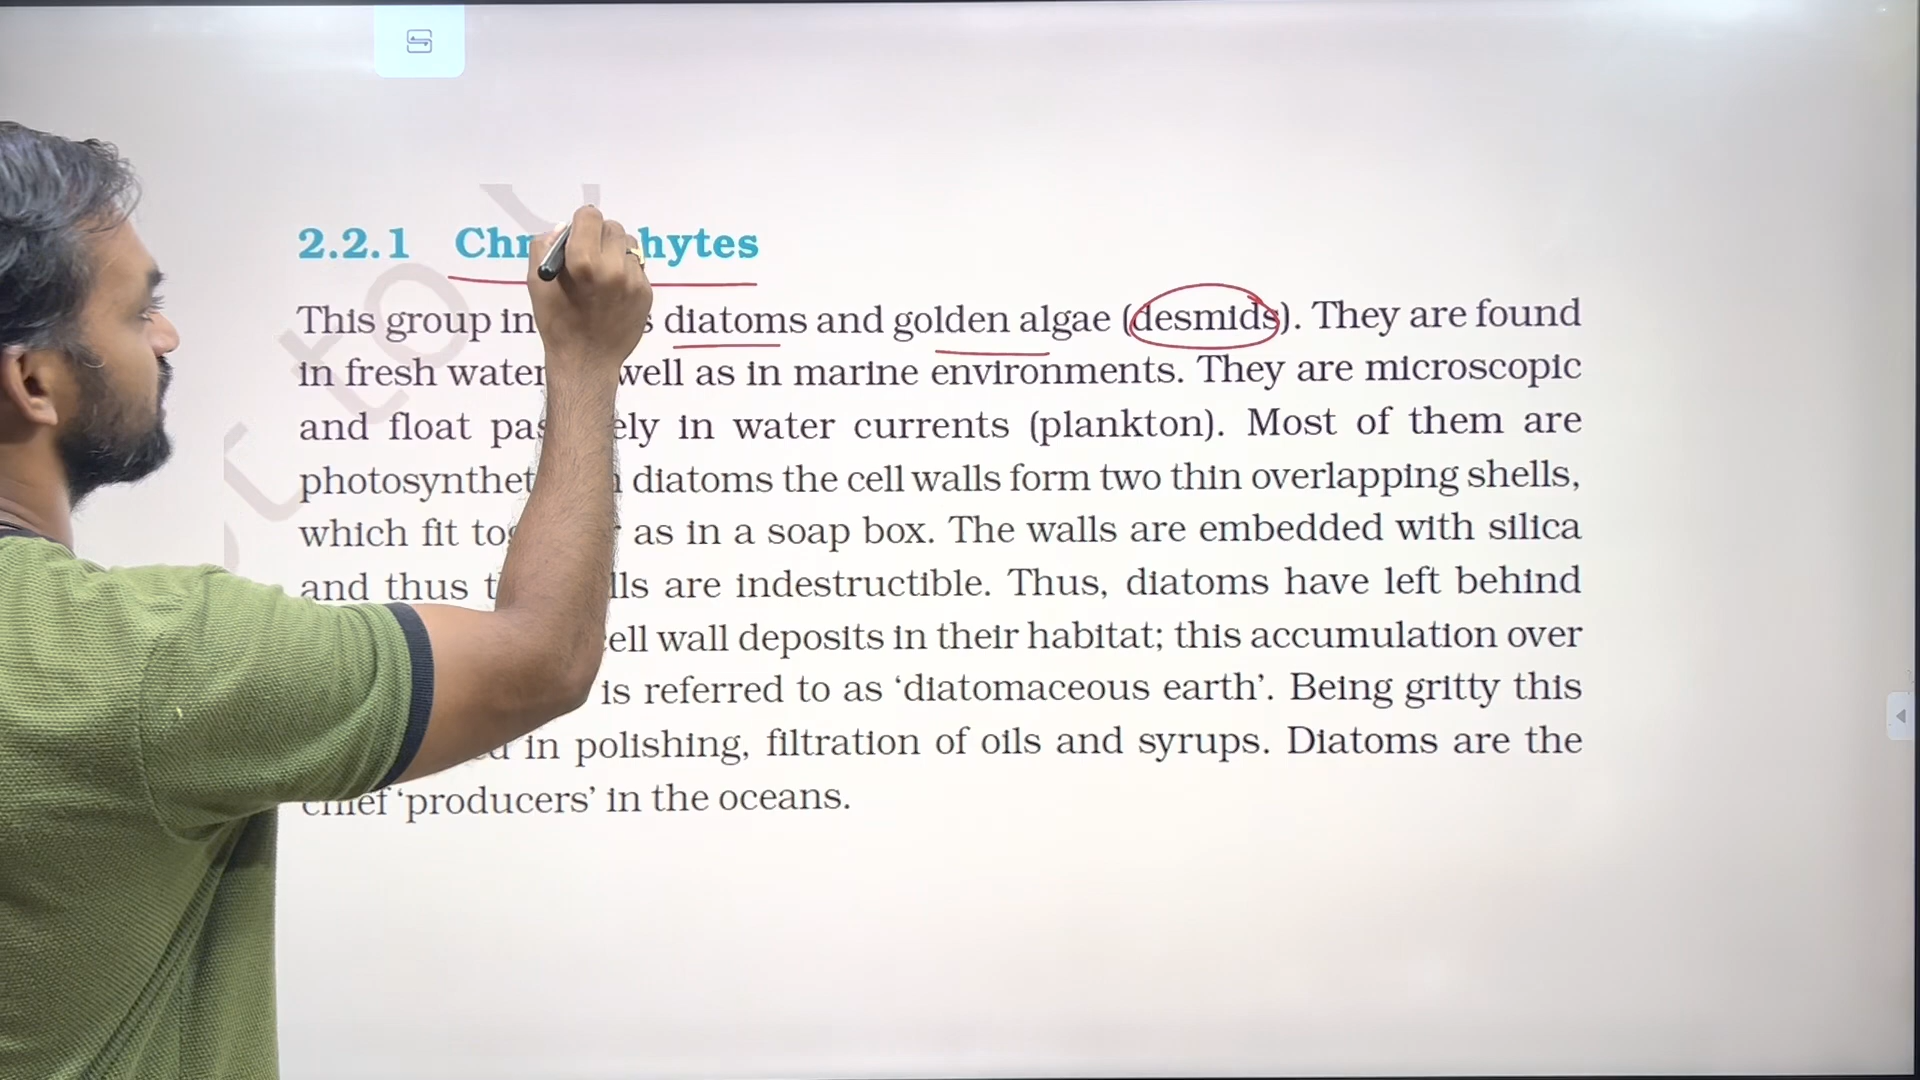 2.2.1 Chr hytes
This group in s diatoms and golden algae (desmids). They are found
in fresh water well as in marine environments. They are microscopic
and float pas ely in water currents (plankton). Most of them are
photosynthet diatoms the cell walls form two thin overlapping shells,
which fit tog as in a soap box. The walls are embedded with silica
and thus t lls are indestructible. Thus, diatoms have left behind
ell wall deposits in their habitat; this accumulation over
is referred to as ‘diatomaceous earth’. Being gritty this
in polishing, filtration of oils and syrups. Diatoms are the
chief ‘producers’ in the oceans.